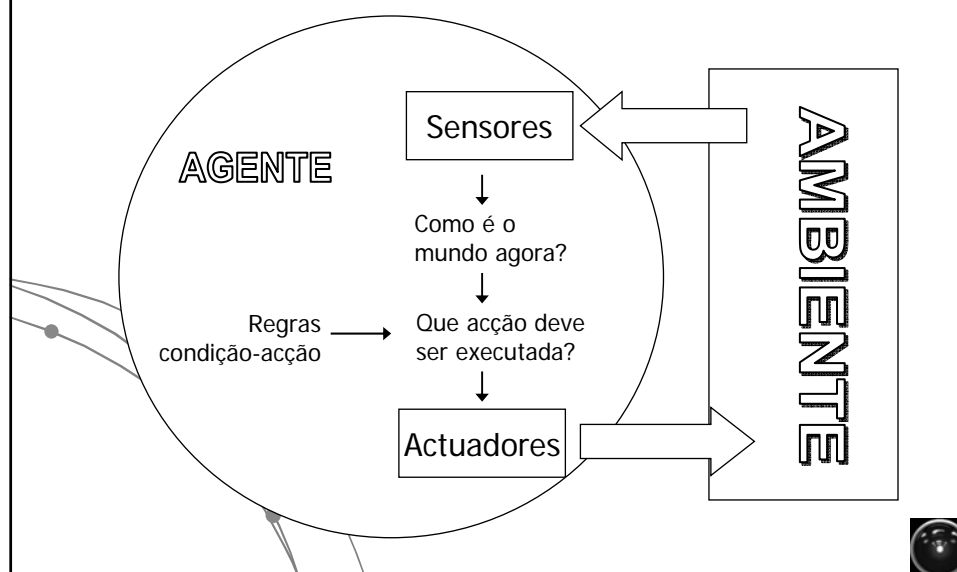 Sensores
AGENTE
AMBIENTE
Como é o
mundo agora?
Regras
condição-acção
Que acção deve
ser executada?
Actuadores